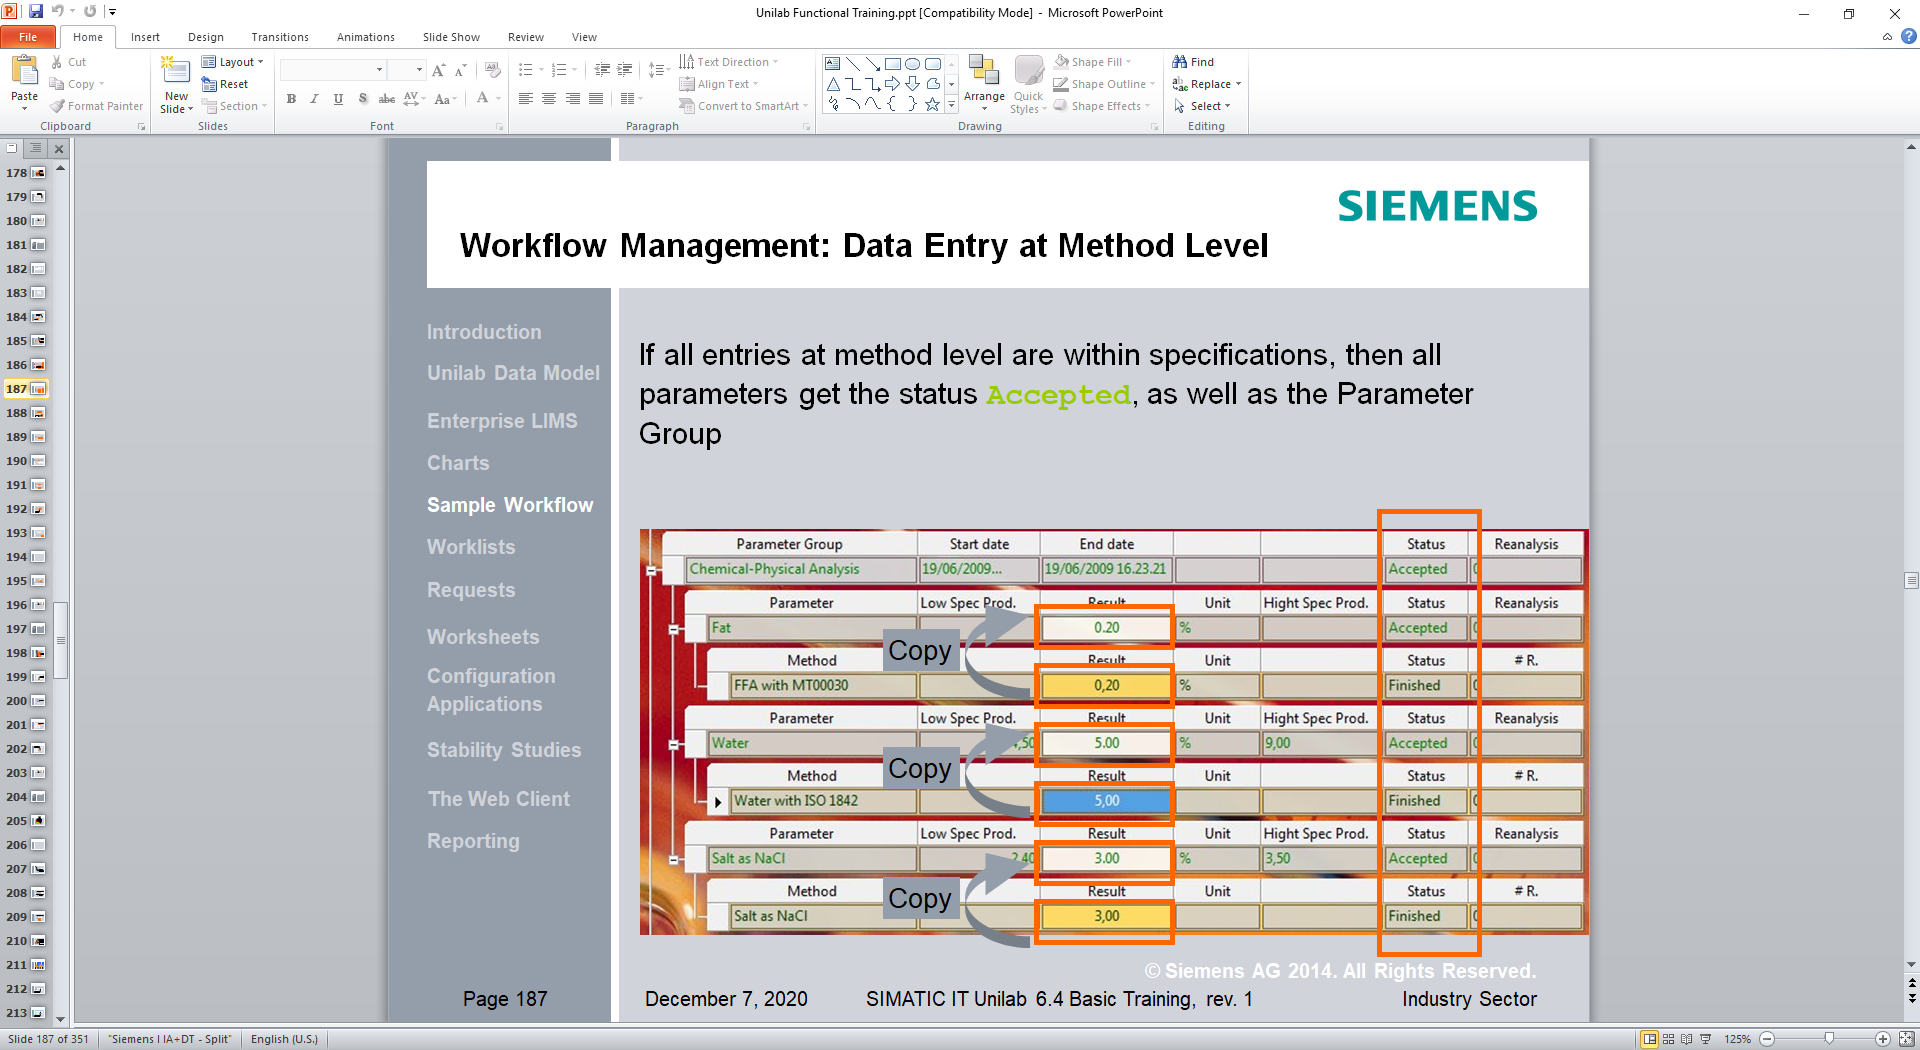 Unilab Functional Training.ppt [Compatibility Mode] - Microsoft PowerPoint
File Home Insert Design Transitions Animations Slide Show Review View
Paste
Cut
Copy
Format Painter
Clipboard
New Slide
Layout
Reset
Section
Slides
Font
Text Direction
Align Text
Convert to SmartArt
Paragraph
Arrange
Quick Styles
Shape Fill
Shape Outline
Shape Effects
Drawing
Find
Replace
Select
Editing
178
179
180
181
182
183
184
185
186
187
188
189
190
191
192
193
194
195
196
197
198
199
200
201
202
203
204
205
206
207
208
209
210
211
212
213
SIEMENS
Workflow Management: Data Entry at Method Level
Introduction
Unilab Data Model
Enterprise LIMS
Charts
Sample Workflow
Worklists
Requests
Worksheets
Configuration
Applications
Stability Studies
The Web Client
Reporting
If all entries at method level are within specifications, then all
parameters get the status Accepted, as well as the Parameter
Group
Parameter Group Start date End date Status Reanalysis
Chemical-Physical Analysis 19/06/2009... 19/06/2009 16.23.21 Accepted
Parameter Low Spec Prod. Result Unit Hight Spec Prod. Status Reanalysis
Fat 0.20 % Accepted
Copy
Method Result Unit Status # R.
FFA with MT00030 0,20 % Finished
Parameter Low Spec Prod. Result Unit Hight Spec Prod. Status Reanalysis
Water 5.00 % 9,00 Accepted
Copy
Method Result Unit Status # R.
Water with ISO 1842 5,00 Finished
Parameter Low Spec Prod. Result Unit Hight Spec Prod. Status Reanalysis
Salt as NaCl 2,40 3.00 % 3,50 Accepted
Copy
Method Result Unit Status # R.
Salt as NaCl 3,00 Finished
© Siemens AG 2014. All Rights Reserved.
Page 187 December 7, 2020 SIMATIC IT Unilab 6.4 Basic Training, rev. 1 Industry Sector
Slide 187 of 351 "Siemens I IA+DT - Split" English (U.S.) 125%